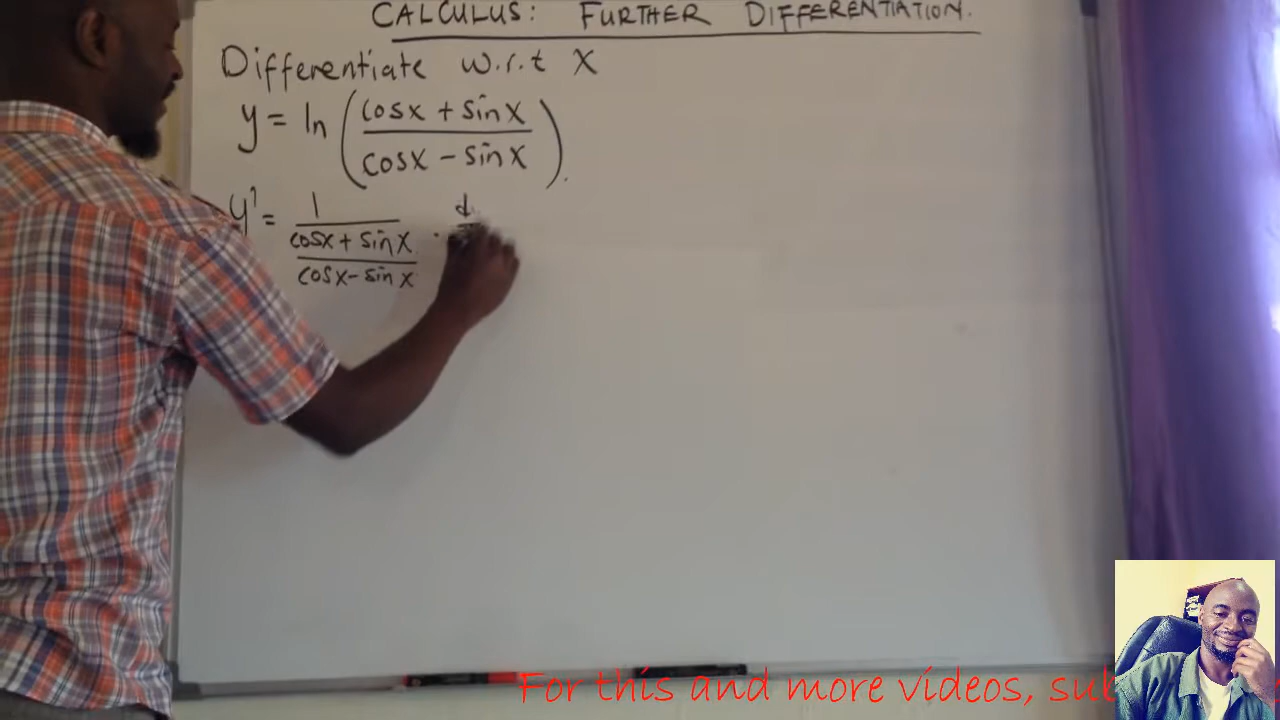 CALCULUS: FURTHER DIFFERENTIATION.
Differentiate w.r.t x
y = ln ( (cosx + sinx) / (cosx - sinx) ).
y' = 1 / ( (cosx + sinx) / (cosx - sinx) ) . d
For this and more videos, sub